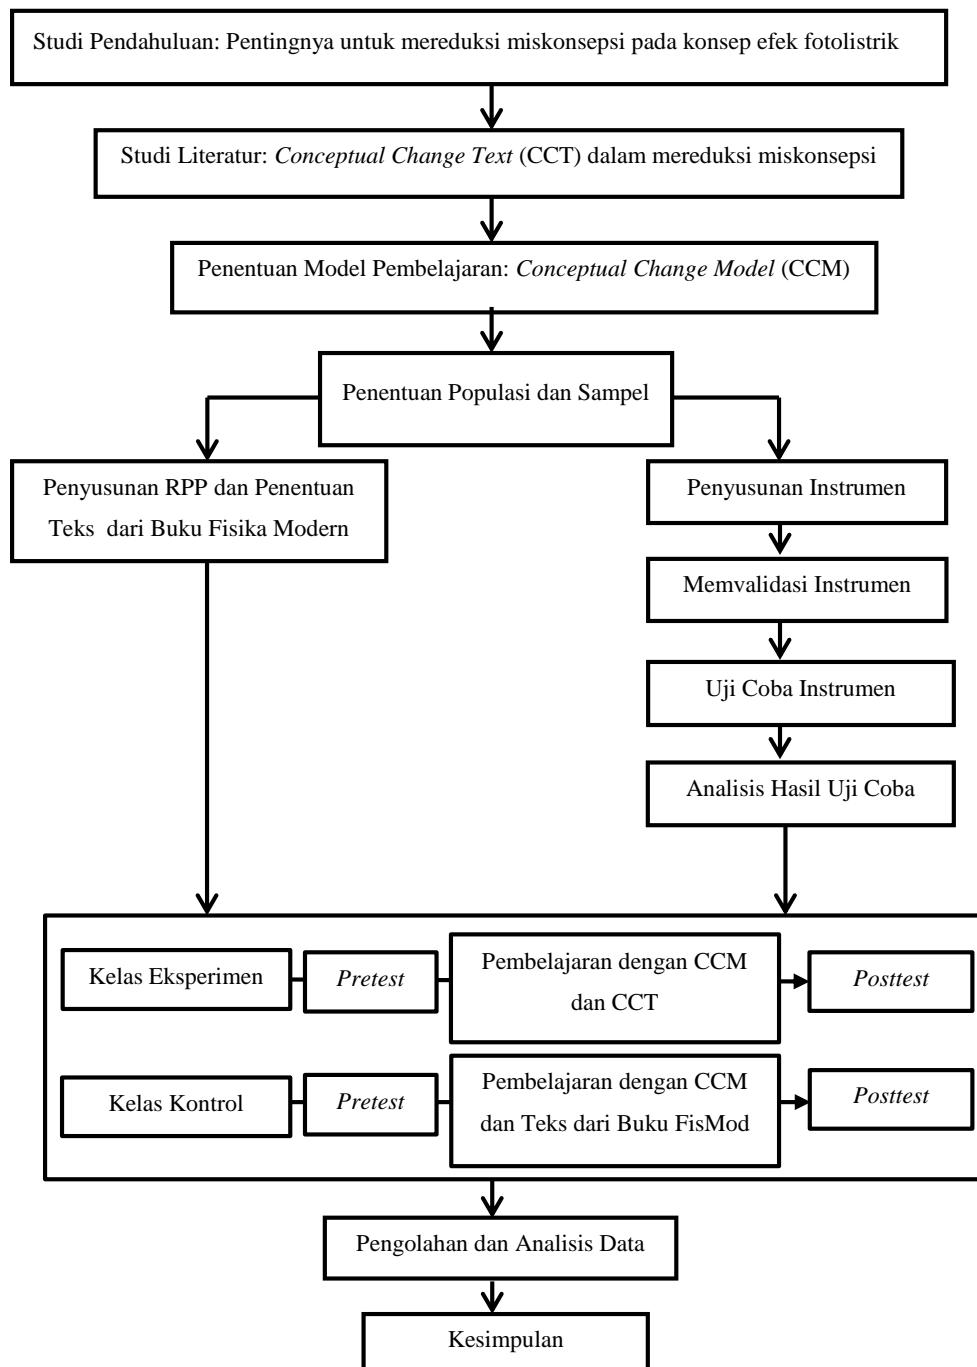 Studi Pendahuluan: Pentingnya untuk mereduksi miskonsepsi pada konsep efek fotolistrik
Studi Literatur: Conceptual Change Text (CCT) dalam mereduksi miskonsepsi
Penentuan Model Pembelajaran: Conceptual Change Model (CCM)
Penentuan Populasi dan Sampel
Penyusunan RPP dan Penentuan
Teks dari Buku Fisika Modern
Penyusunan Instrumen
Memvalidasi Instrumen
Uji Coba Instrumen
Analisis Hasil Uji Coba
Kelas Eksperimen
Pretest
Pembelajaran dengan CCM
dan CCT
Posttest
Kelas Kontrol
Pretest
Pembelajaran dengan CCM
dan Teks dari Buku FisMod
Posttest
Pengolahan dan Analisis Data
Kesimpulan